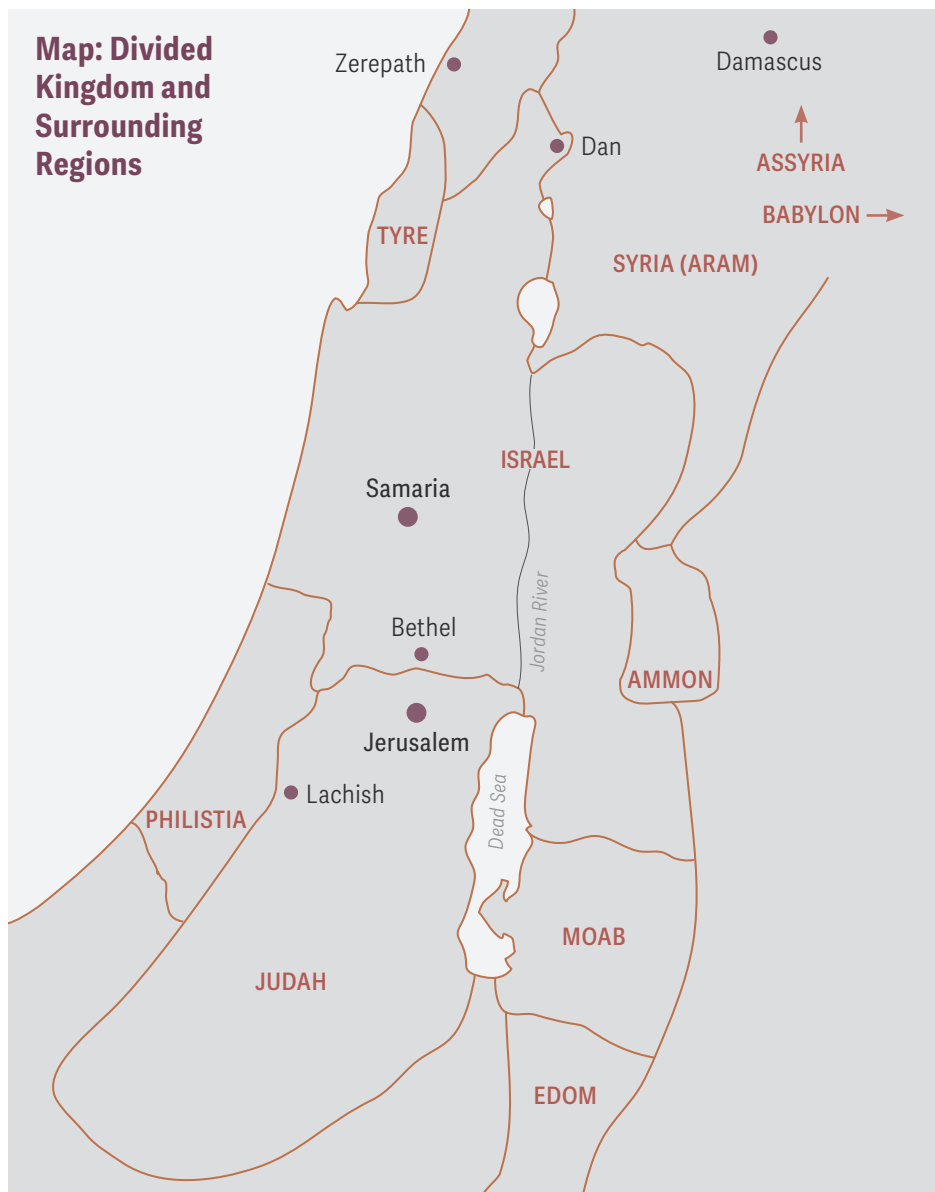 Map: Divided
Kingdom and
Surrounding
Regions
Zerepath
Damascus
Dan
ASSYRIA
BABYLON
TYRE
SYRIA (ARAM)
ISRAEL
Samaria
Jordan River
Bethel
AMMON
Jerusalem
Dead Sea
Lachish
PHILISTIA
MOAB
JUDAH
EDOM